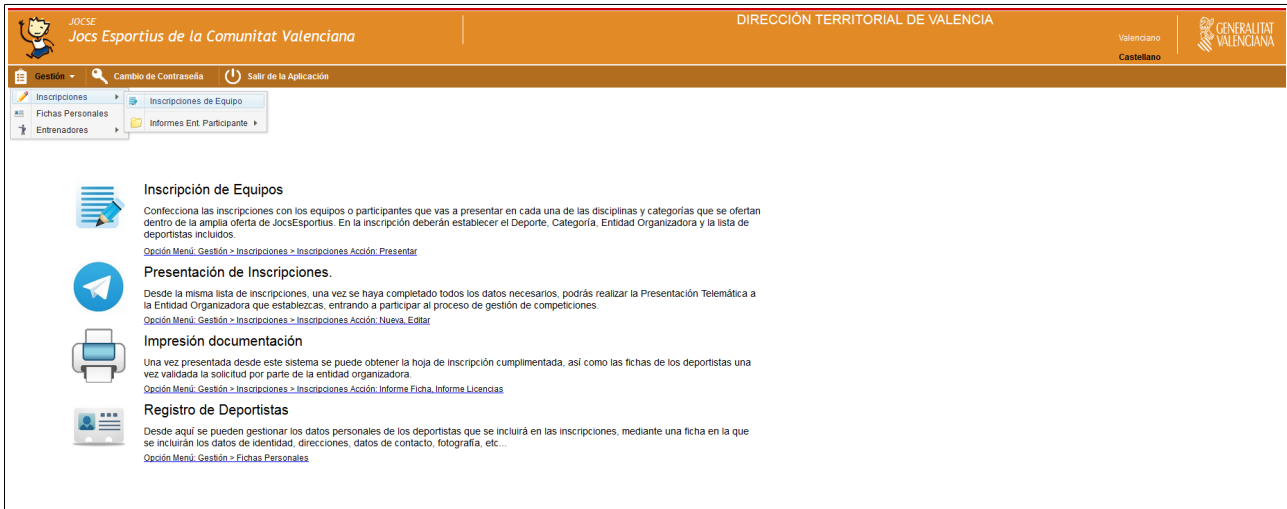 JOCSE
Jocs Esportius de la Comunitat Valenciana
DIRECCIÓN TERRITORIAL DE VALENCIA
Valenciano
Castellano
GENERALITAT
VALENCIANA
Gestión
Cambio de Contraseña
Salir de la Aplicación
Inscripciones
Fichas Personales
Entrenadores
Inscripciones de Equipo
Informes Ent. Participante
Inscripción de Equipos
Confecciona las inscripciones con los equipos o participantes que vas a presentar en cada una de las disciplinas y categorías que se ofertan
dentro de la amplia oferta de JocsEsportius. En la inscripción deberán establecer el Deporte, Categoría, Entidad Organizadora y la lista de
deportistas incluidos.
Opción Menú: Gestión > Inscripciones > Inscripciones Acción: Presentar
Presentación de Inscripciones.
Desde la misma lista de inscripciones, una vez se haya completado todos los datos necesarios, podrás realizar la Presentación Telemática a
la Entidad Organizadora que establezcas, entrando a participar al proceso de gestión de competiciones.
Opción Menú: Gestión > Inscripciones > Inscripciones Acción: Nueva, Editar
Impresión documentación
Una vez presentada desde este sistema se puede obtener la hoja de inscripción cumplimentada, así como las fichas de los deportistas una
vez validada la solicitud por parte de la entidad organizadora.
Opción Menú: Gestión > Inscripciones > Inscripciones Acción: Informe Ficha, Informe Licencias
Registro de Deportistas
Desde aquí se pueden gestionar los datos personales de los deportistas que se incluirá en las inscripciones, mediante una ficha en la que
se incluirán los datos de identidad, direcciones, datos de contacto, fotografía, etc...
Opción Menú: Gestión > Fichas Personales